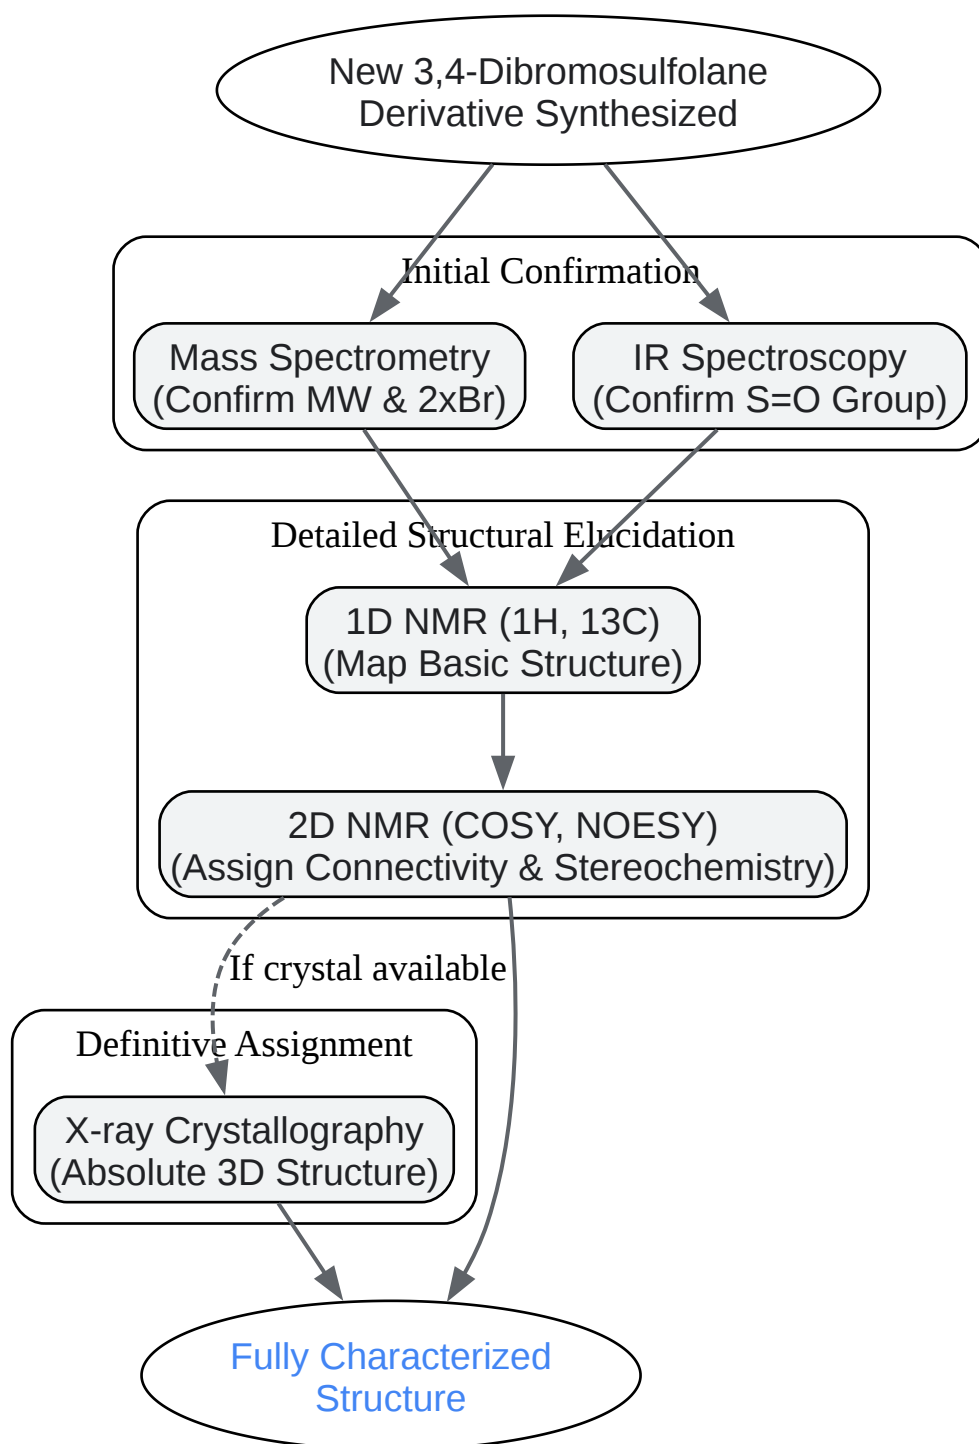 New 3,4-Dibromosulfolane
Derivative Synthesized
Initial Confirmation
Mass Spectrometry
(Confirm MW & 2xBr)
IR Spectroscopy
(Confirm S=O Group)
Detailed Structural Elucidation
1D NMR (1H, 13C)
(Map Basic Structure)
2D NMR (COSY, NOESY)
(Assign Connectivity & Stereochemistry)
If crystal available
Definitive Assignment
X-ray Crystallography
(Absolute 3D Structure)
Fully Characterized
Structure